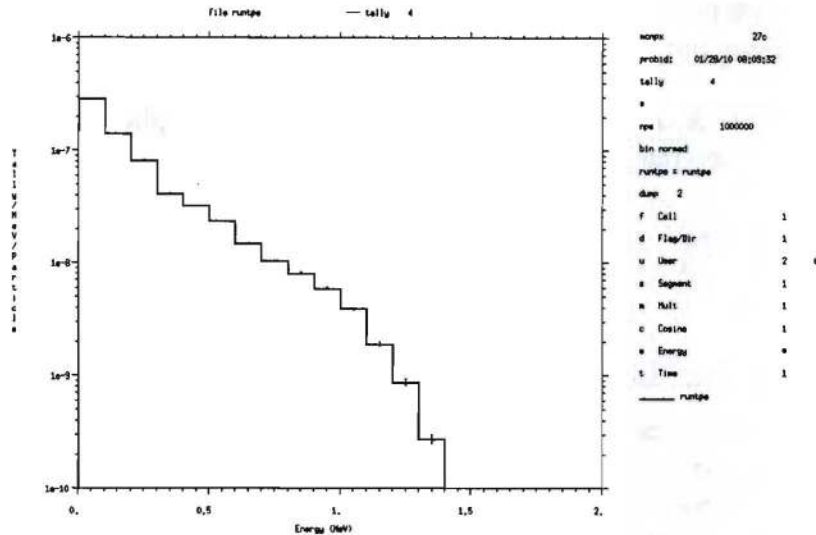 File runtpe — tally 4
1e-6
1e-7
1e-8
1e-9
1e-10
Tally/MeV/Particle
0. 0.5 1. 1.5 2.
Energy (MeV)
mcnpx 27c
probid: 01/28/10 08:09:32
tally 4
nps 1000000
bin normed
runtpe = runtpe
dump 2
f Cell 1
d Flag/Dir 1
u User 2
s Segment 1
m Mult 1
c Cosine 1
e Energy *
t Time 1
runtpe